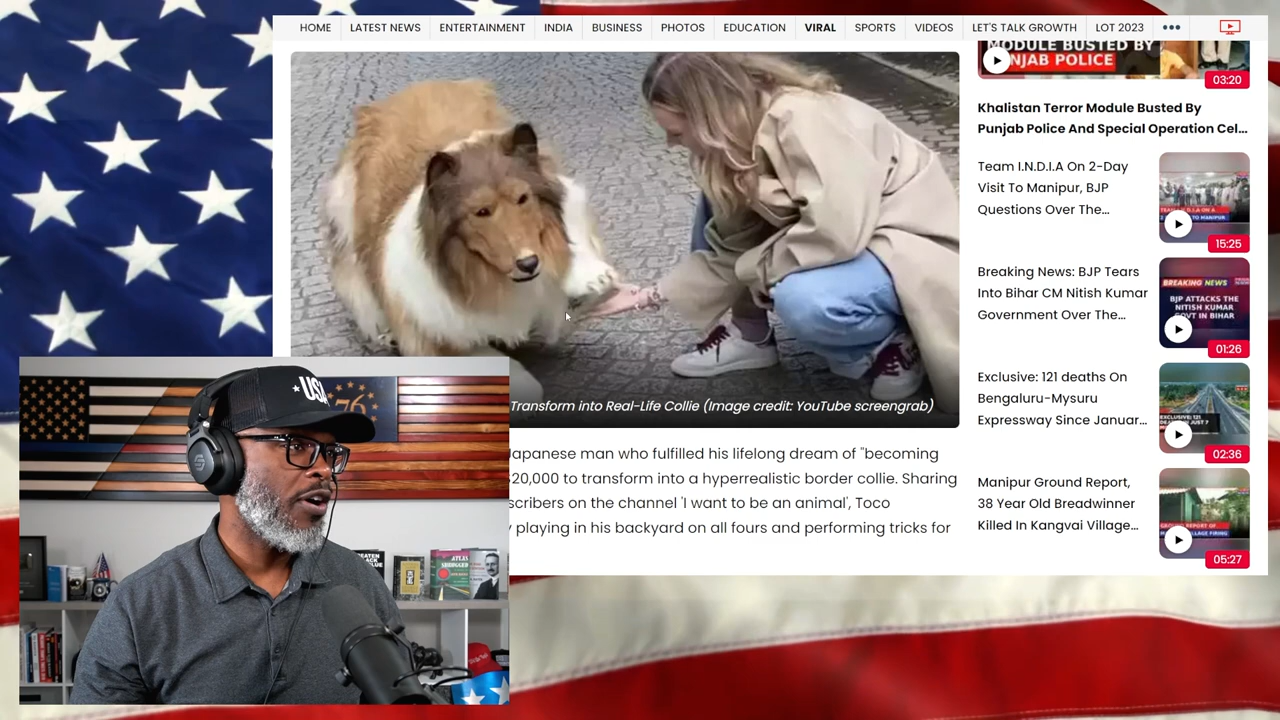 HOME LATEST NEWS ENTERTAINMENT INDIA BUSINESS PHOTOS EDUCATION VIRAL SPORTS VIDEOS LET'S TALK GROWTH LOT 2023
MODULE BUSTED BY
PUNJAB POLICE
03:20
Khalistan Terror Module Busted By
Punjab Police And Special Operation Cel...
Team I.N.D.I.A On 2-Day
Visit To Manipur, BJP
Questions Over The...
15:25
Breaking News: BJP Tears
Into Bihar CM Nitish Kumar
Government Over The...
BREAKING NEWS
BJP ATTACKS THE
NITISH KUMAR
GOVT IN BIHAR
01:26
Exclusive: 121 deaths On
Bengaluru-Mysuru
Expressway Since Januar...
02:36
Manipur Ground Report,
38 Year Old Breadwinner
Killed In Kangvai Village...
05:27
Transform into Real-Life Collie (Image credit: YouTube screengrab)
Japanese man who fulfilled his lifelong dream of "becoming
$20,000 to transform into a hyperrealistic border collie. Sharing
scribers on the channel 'I want to be an animal', Toco
y playing in his backyard on all fours and performing tricks for
USA
76
ATLAS
SHRUGGED